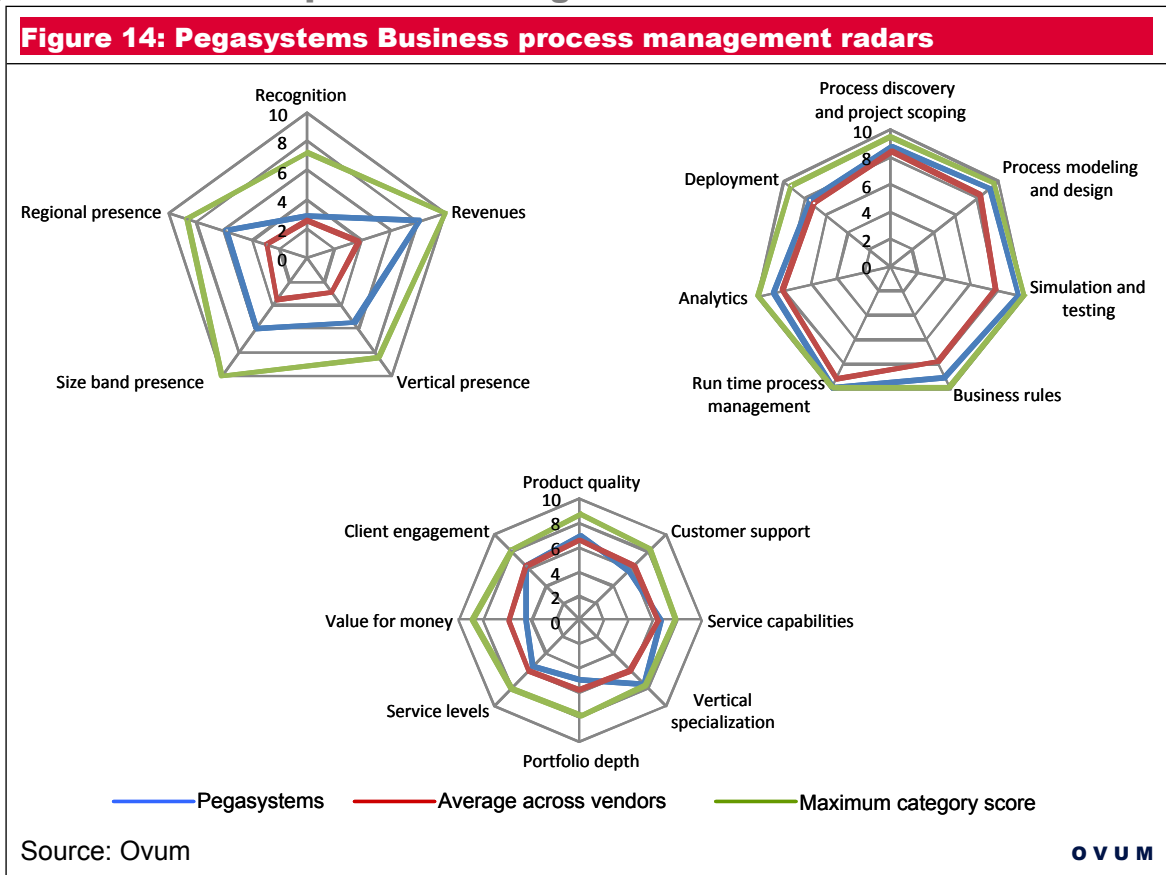 Figure 14: Pegasystems Business process management radars
Recognition
10
8
6
4
2
0
Revenues
Vertical presence
Size band presence
Regional presence
Process discovery
and project scoping
10
8
6
4
2
0
Process modeling
and design
Simulation and
testing
Business rules
Run time process
management
Analytics
Deployment
Product quality
10
8
6
4
2
0
Customer support
Service capabilities
Vertical
specialization
Portfolio depth
Service levels
Value for money
Client engagement
Pegasystems
Average across vendors
Maximum category score
Source: Ovum
OVUM